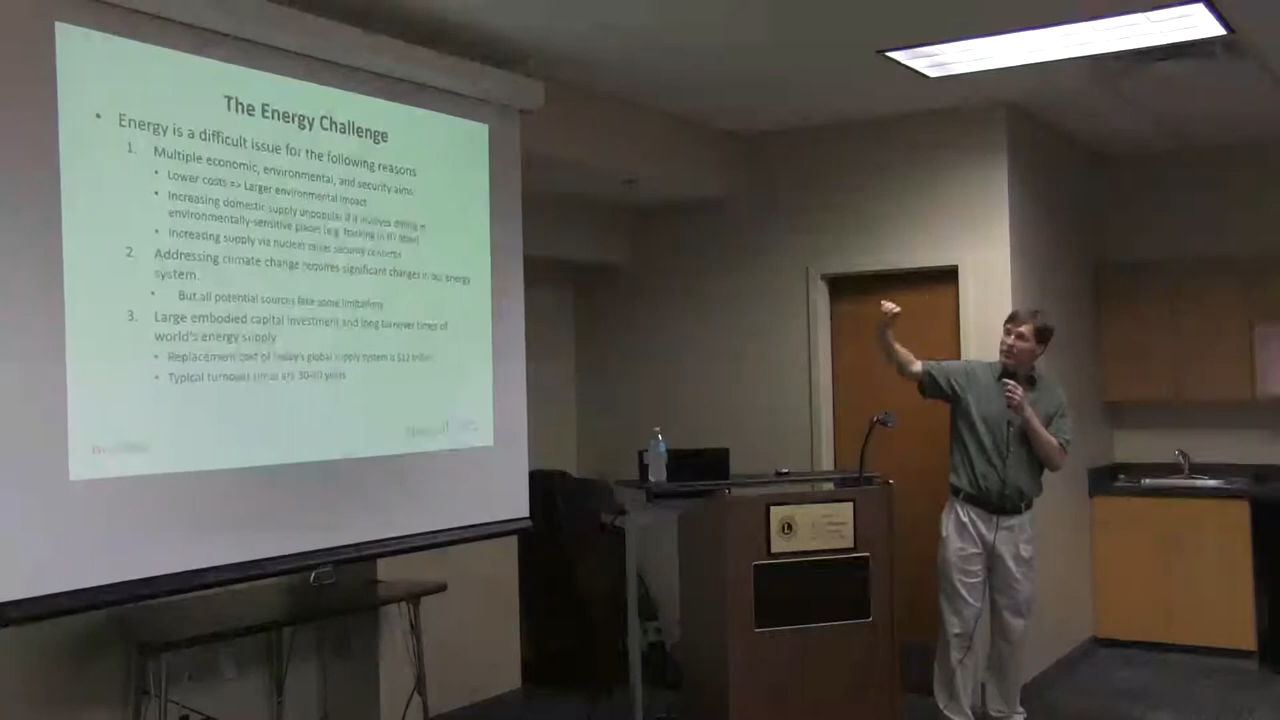 The Energy Challenge
• Energy is a difficult issue for the following reasons
1. Multiple economic, environmental, and security aims
• Lower costs => Larger environmental impact
• Increasing domestic supply unpopular if it involves drilling in
environmentally-sensitive places (e.g. fracking in NY
• Increasing supply via nuclear raises security concerns
2. Addressing climate change requires significant changes in our energy
system.
• But all potential sources face some limitations
3. Large embodied capital investment and long turnover times of
world's energy supply
• Replacement cost of today's global supply system is $12 trillion
• Typical turnover times are years
L